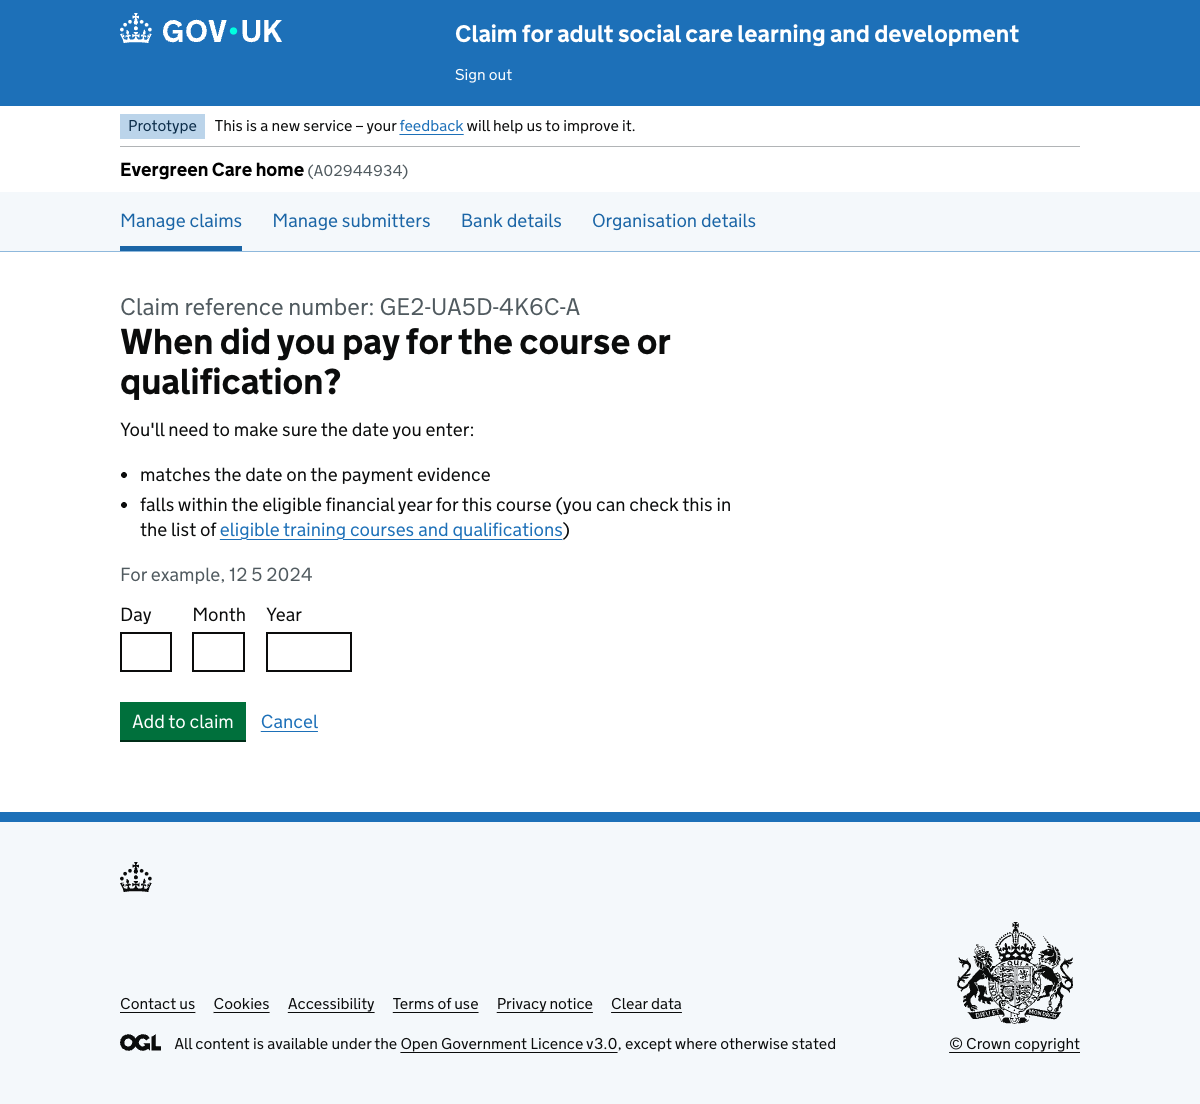 GOV•UK
Claim for adult social care learning and development
Sign out
Prototype This is a new service – your feedback will help us to improve it.
Evergreen Care home (A02944934)
Manage claims Manage submitters Bank details Organisation details
Claim reference number: GE2-UA5D-4K6C-A
When did you pay for the course or
qualification?
You'll need to make sure the date you enter:
• matches the date on the payment evidence
• falls within the eligible financial year for this course (you can check this in
the list of eligible training courses and qualifications)
For example, 12 5 2024
Day Month Year
Add to claim Cancel
Contact us Cookies Accessibility Terms of use Privacy notice Clear data
OGL All content is available under the Open Government Licence v3.0, except where otherwise stated
© Crown copyright